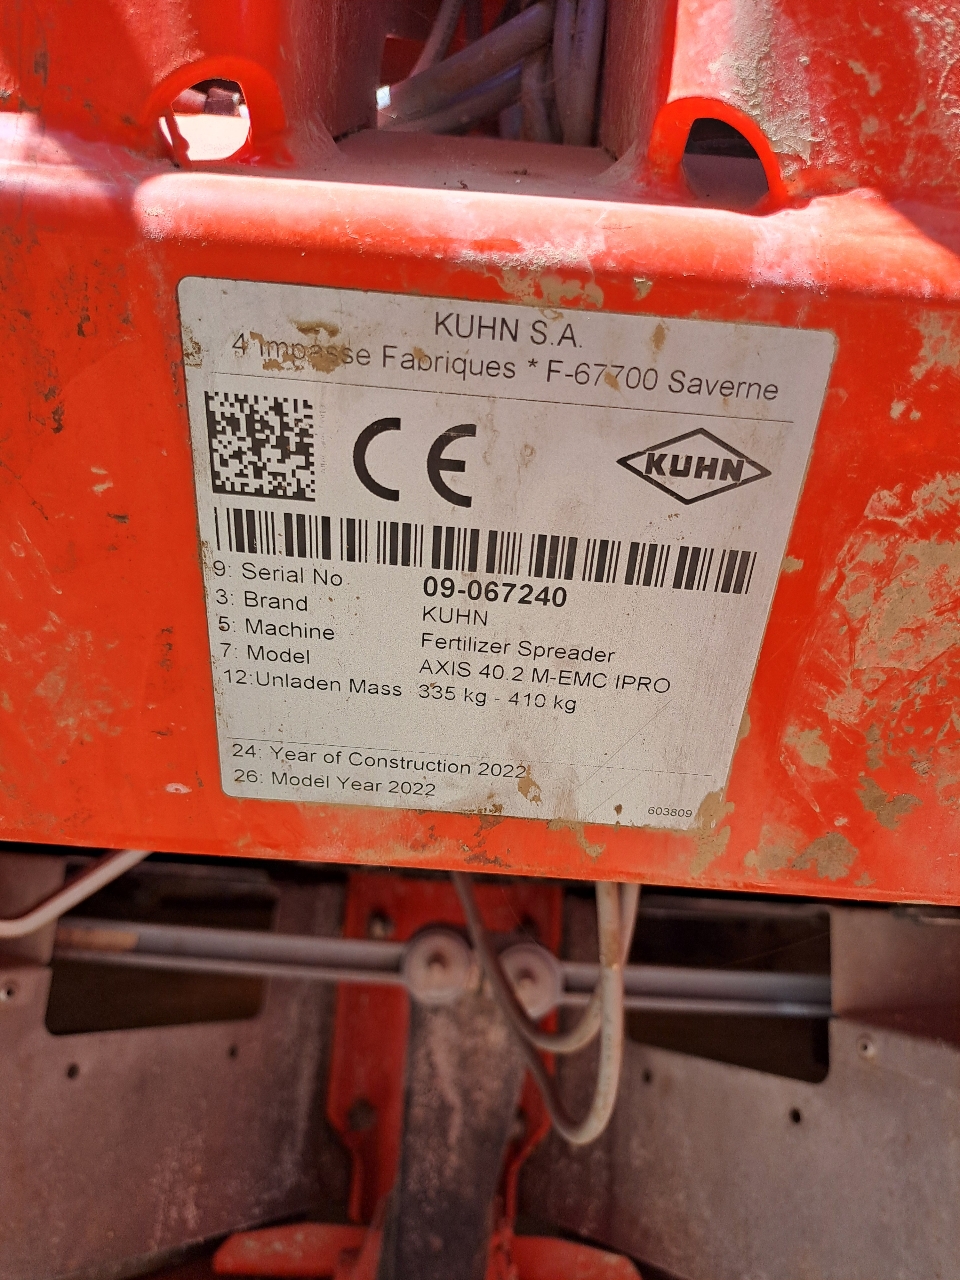 KUHN S.A.
4 Impasse Fabriques * F-67700 Saverne
CE
KUHN
9: Serial No. 09-067240
3: Brand KUHN
5: Machine Fertilizer Spreader
7: Model AXIS 40.2 M-EMC IPRO
12:Unladen Mass 335 kg - 410 kg
24: Year of Construction 2022
26: Model Year 2022
603809